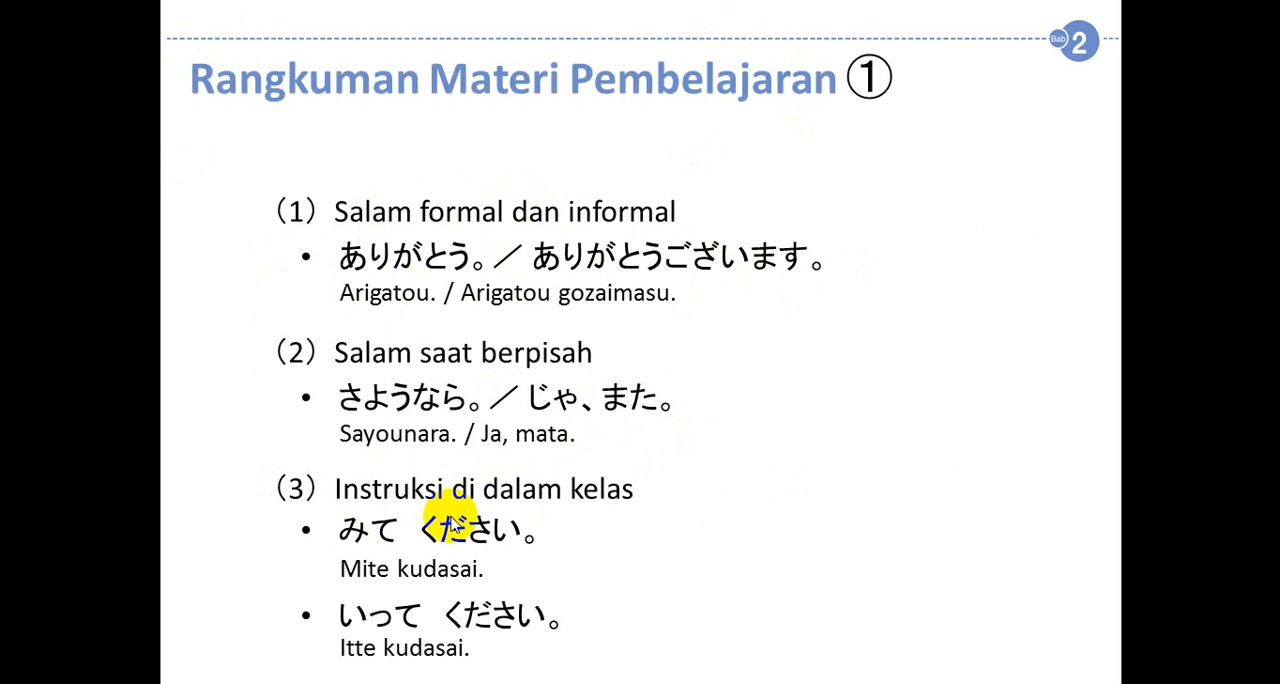 Bab 2
Rangkuman Materi Pembelajaran ①
（1）Salam formal dan informal
• ありがとう。／ ありがとうございます。
Arigatou. / Arigatou gozaimasu.
（2）Salam saat berpisah
• さようなら。／ じゃ、また。
Sayounara. / Ja, mata.
（3）Instruksi di dalam kelas
• みて　ください。
Mite kudasai.
• いって　ください。
Itte kudasai.